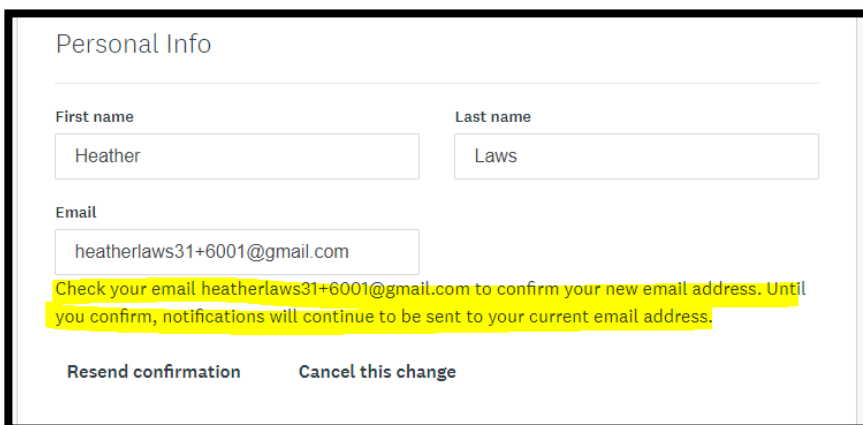 Personal Info
First name
Last name
Heather
Laws
Email
heatherlaws31+6001@gmail.com
Check your email heatherlaws31+6001@gmail.com to confirm your new email address. Until
you confirm, notifications will continue to be sent to your current email address.
Resend confirmation
Cancel this change